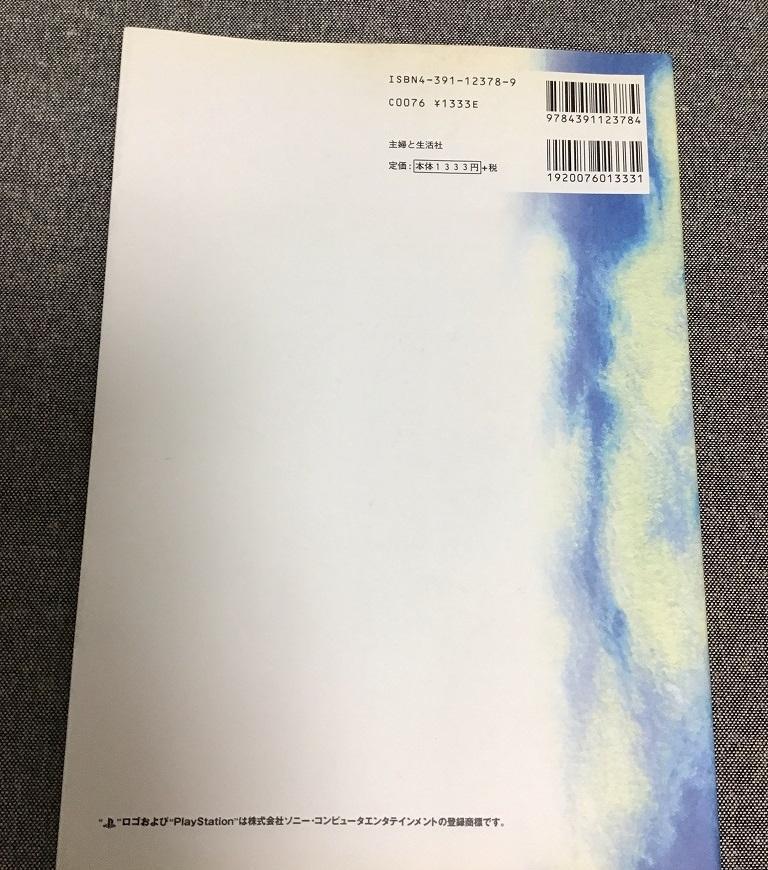 ISBN4-391-12378-9
C0076 ¥1333E
9784391123784
主婦と生活社
定価:本体1333円+税
1920076013331
“ ”ロゴおよび“PlayStation”は株式会社ソニー・コンピュータエンタテインメントの登録商標です。